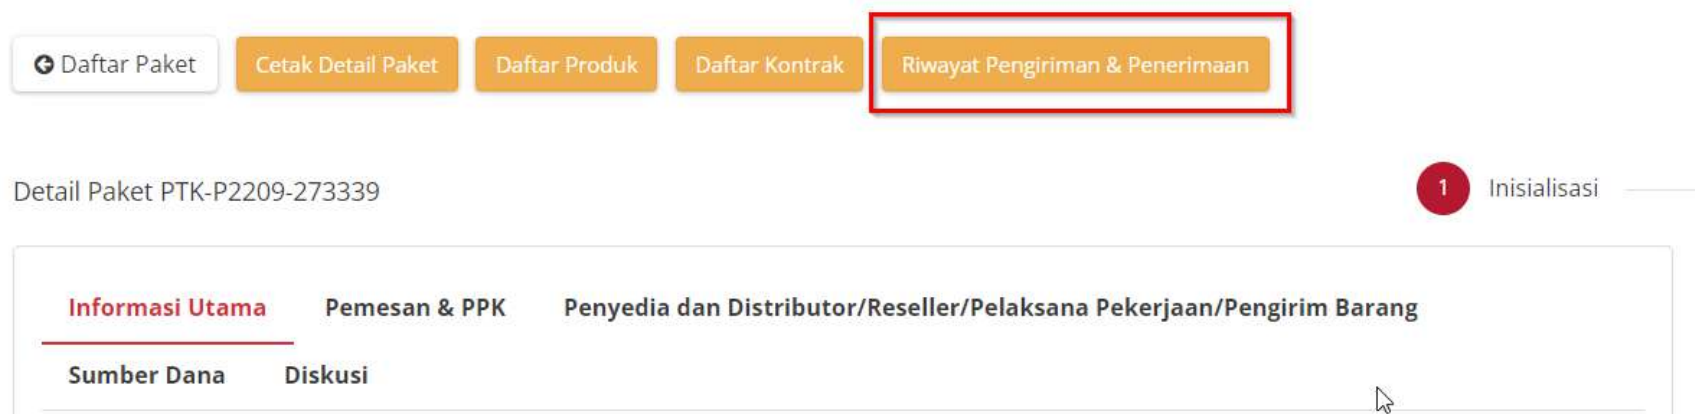 Daftar Paket Cetak Detail Paket Daftar Produk Daftar Kontrak Riwayat Pengiriman & Penerimaan
Detail Paket PTK-P2209-273339 1 Inisialisasi
Informasi Utama Pemesan & PPK Penyedia dan Distributor/Reseller/Pelaksana Pekerjaan/Pengirim Barang
Sumber Dana Diskusi